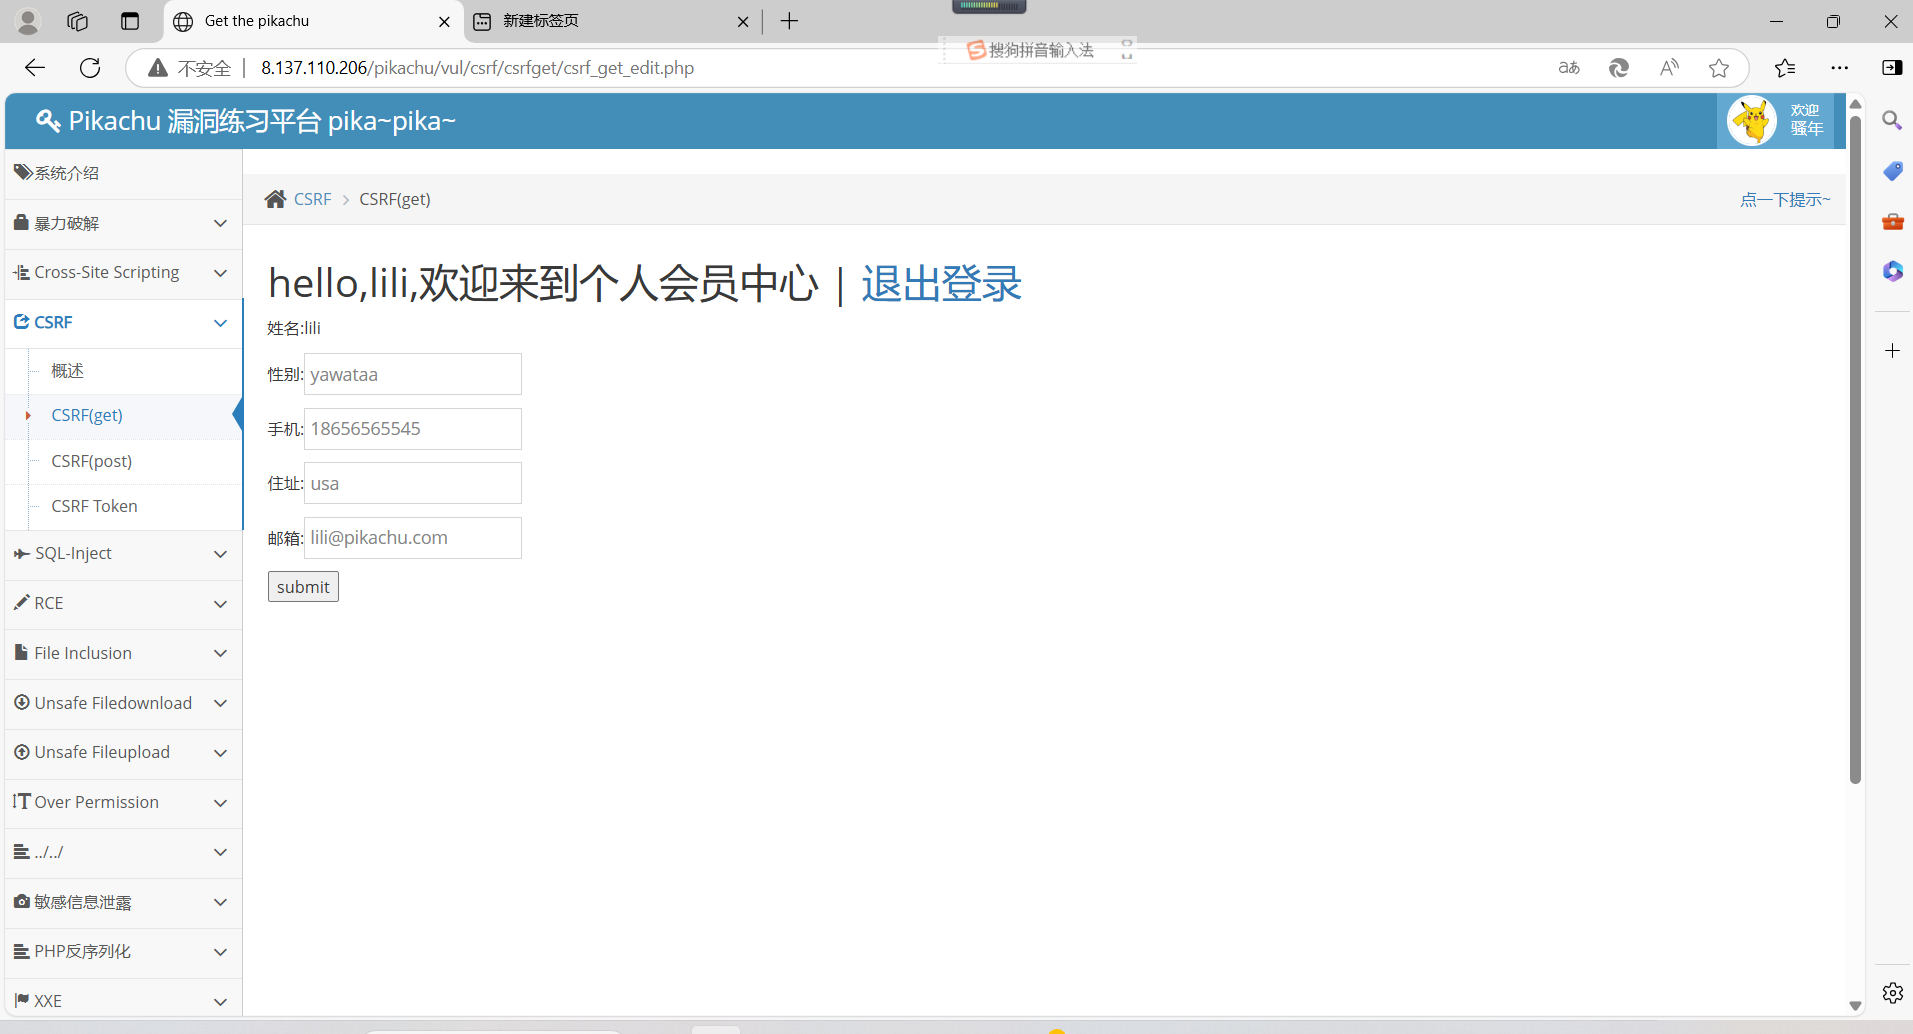 Get the pikachu
新建标签页
搜狗拼音输入法
不安全
8.137.110.206/pikachu/vul/csrf/csrfget/csrf_get_edit.php
Pikachu 漏洞练习平台 pika~pika~
欢迎
骚年
系统介绍
暴力破解
Cross-Site Scripting
CSRF
概述
CSRF(get)
CSRF(post)
CSRF Token
SQL-Inject
RCE
File Inclusion
Unsafe Filedownload
Unsafe Fileupload
Over Permission
../../
敏感信息泄露
PHP反序列化
XXE
CSRF > CSRF(get)
点一下提示~
hello,lili,欢迎来到个人会员中心 | 退出登录
姓名:lili
性别: yawataa
手机: 18656565545
住址: usa
邮箱: lili@pikachu.com
submit